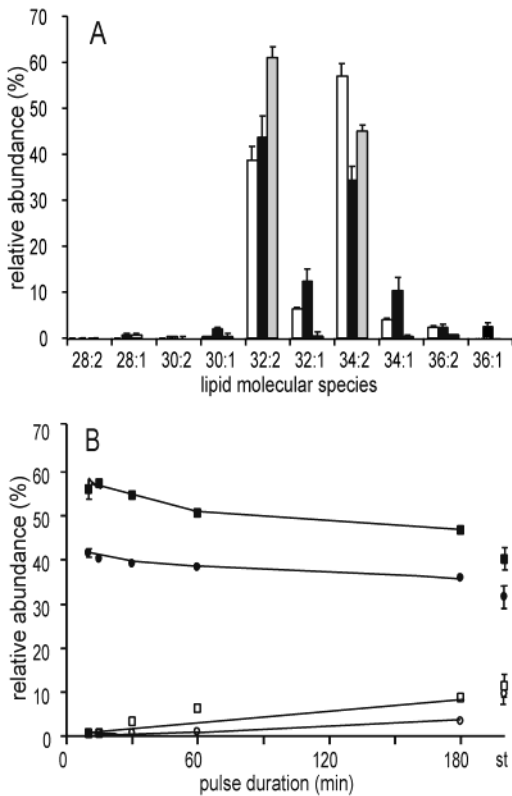 A
70
60
50
40
30
20
10
0
relative abundance (%)
28:2 28:1 30:2 30:1 32:2 32:1 34:2 34:1 36:2 36:1
lipid molecular species
B
70
60
50
40
30
20
10
0
relative abundance (%)
0 60 120 180 st
pulse duration (min)